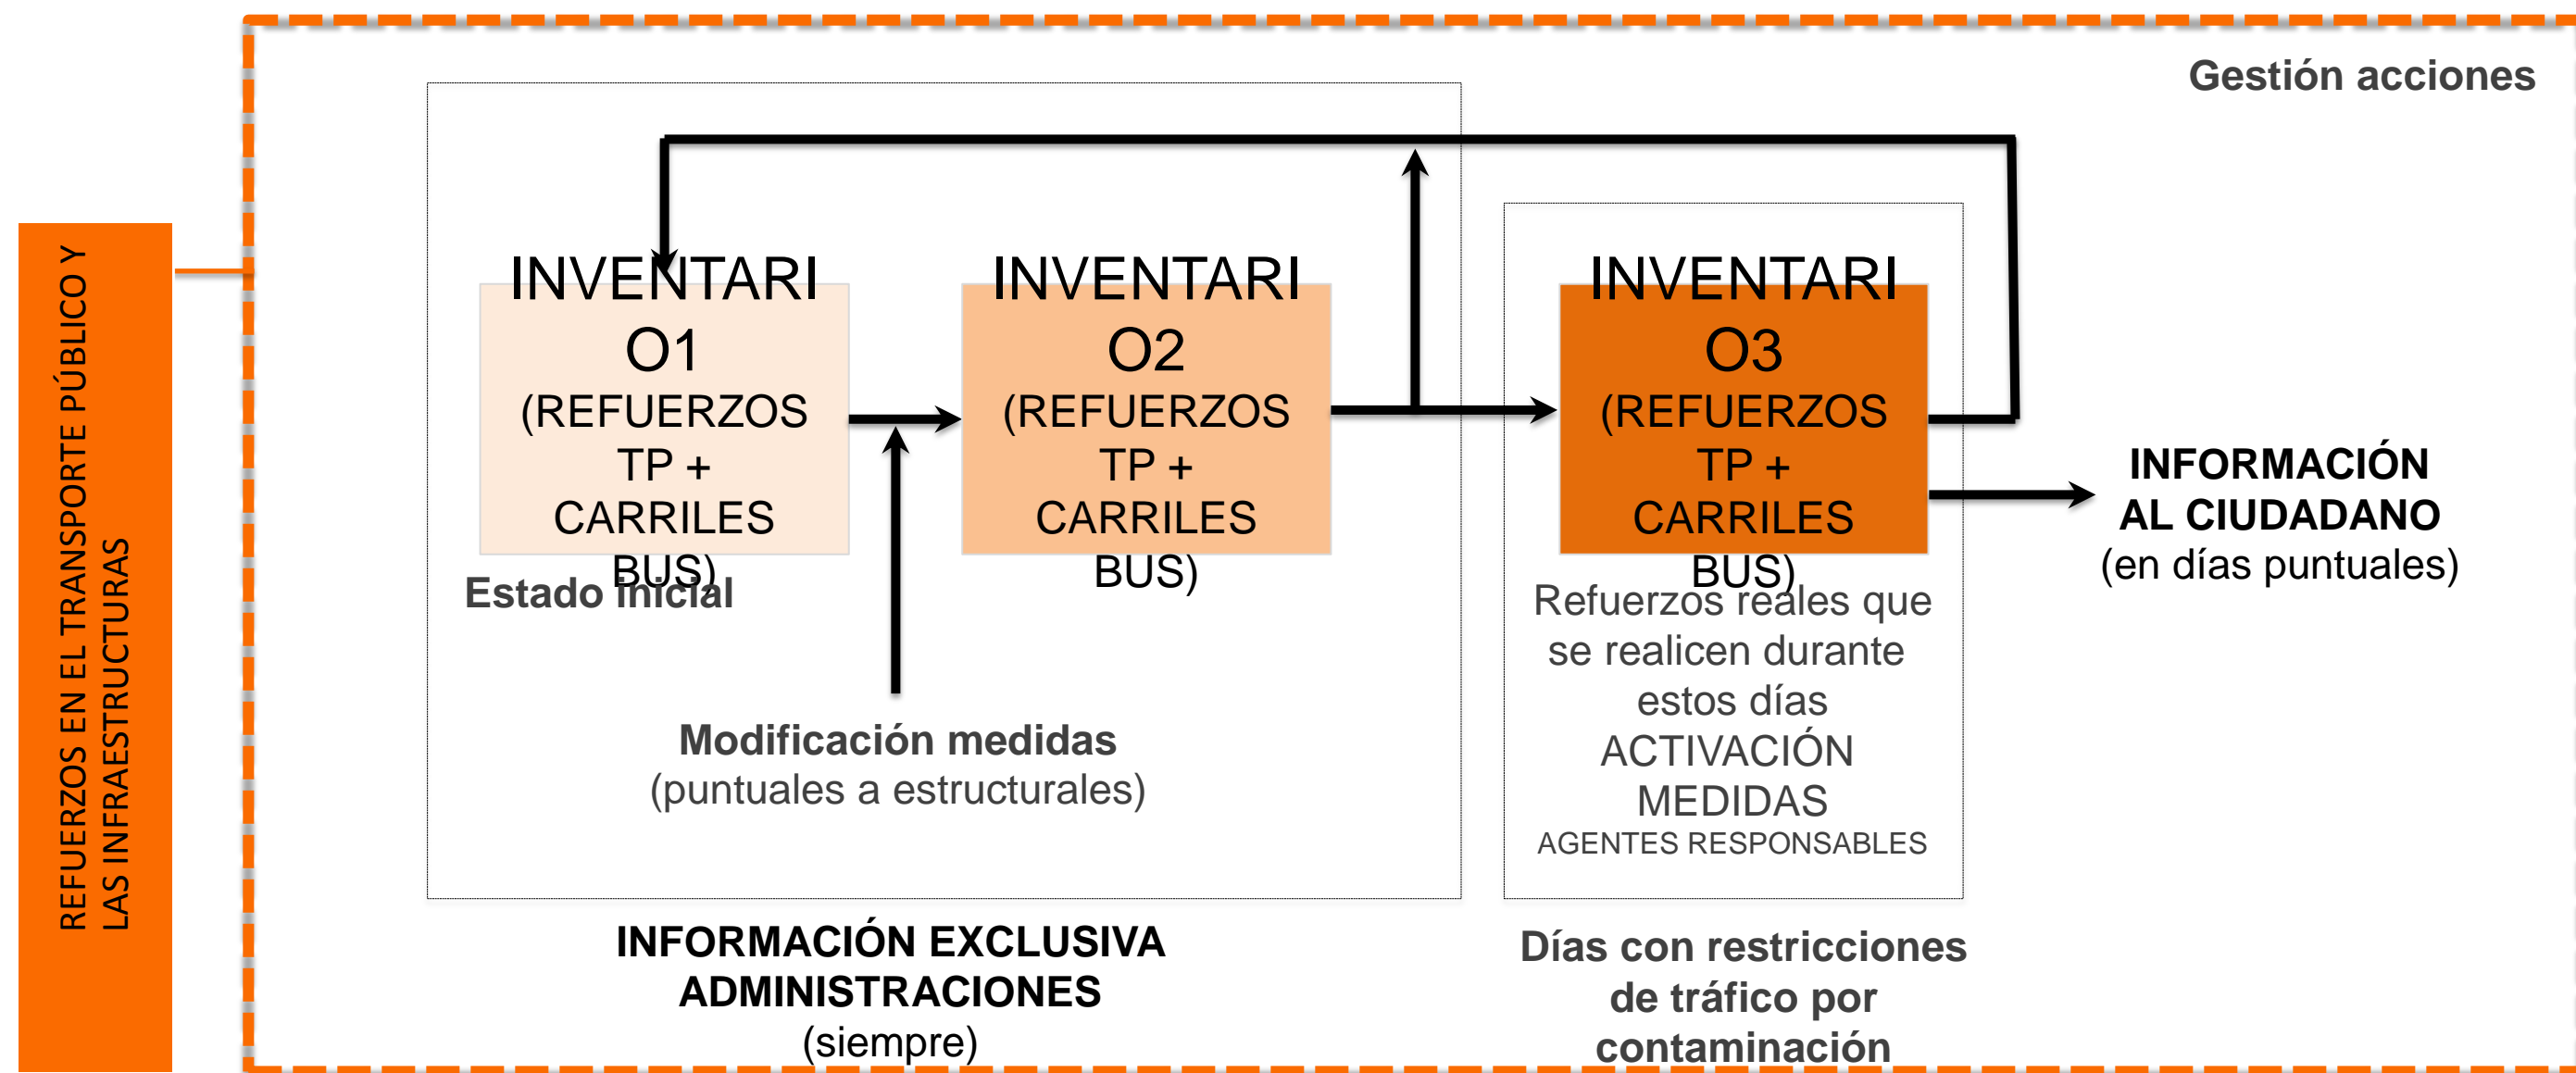 REFUERZOS EN EL TRANSPORTE PÚBLICO Y
LAS INFRAESTRUCTURAS
Gestión acciones
INVENTARI
O1
(REFUERZOS
TP +
CARRILES
BUS)
Estado inicial
INVENTARI
O2
(REFUERZOS
TP +
CARRILES
BUS)
Modificación medidas
(puntuales a estructurales)
INFORMACIÓN EXCLUSIVA
ADMINISTRACIONES
(siempre)
INVENTARI
O3
(REFUERZOS
TP +
CARRILES
BUS)
Refuerzos reales que
se realicen durante
estos días
ACTIVACIÓN
MEDIDAS
AGENTES RESPONSABLES
Días con restricciones
de tráfico por
contaminación
INFORMACIÓN
AL CIUDADANO
(en días puntuales)